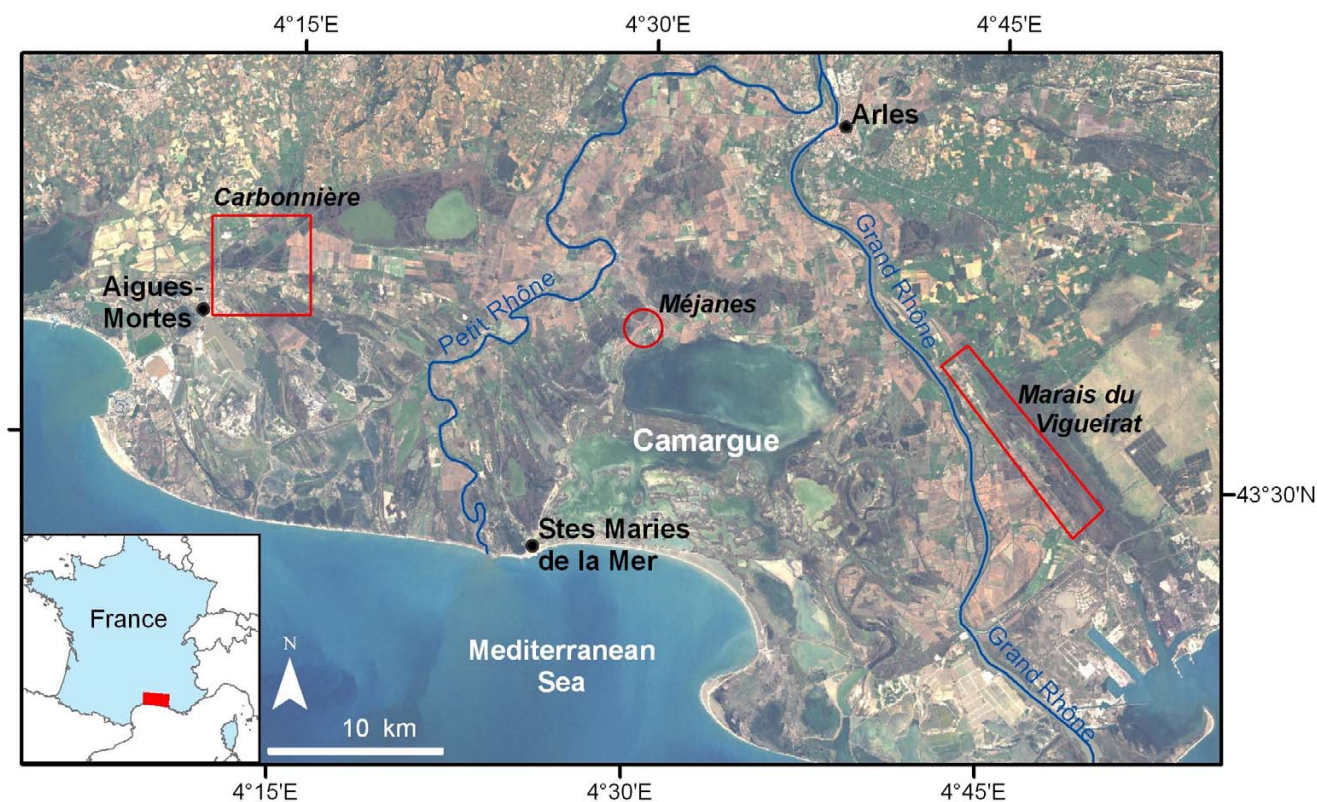 4°15'E
4°30'E
4°45'E
Arles
Carbonnière
Grand Rhône
Aigues-
Mortes
Petit Rhône
Méjanes
Marais du
Vigueirat
Camargue
43°30'N
Stes Maries
de la Mer
France
N
Mediterranean
Sea
Grand Rhône
10 km
4°15'E
4°30'E
4°45'E